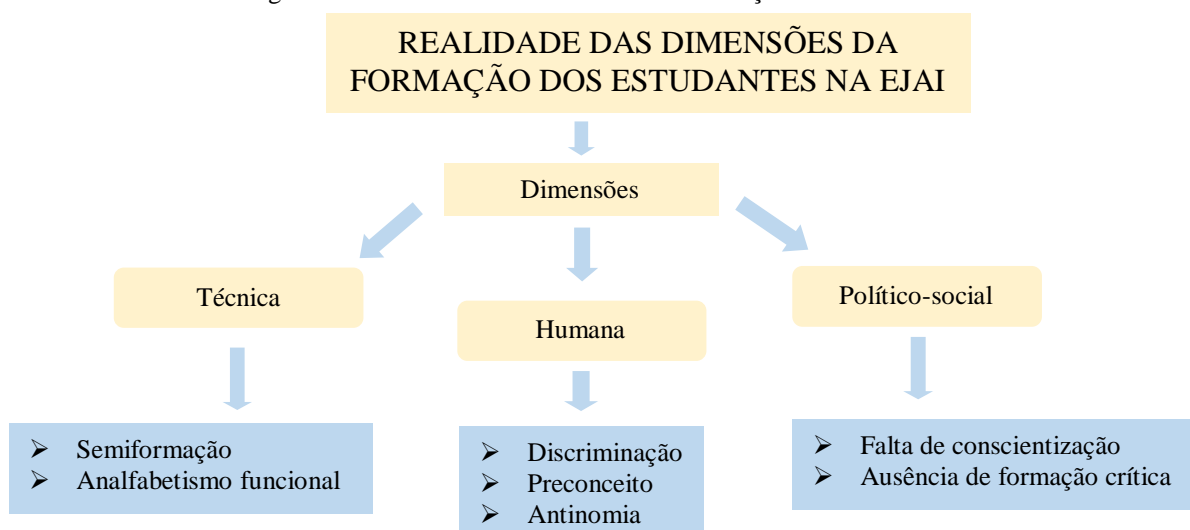 REALIDADE DAS DIMENSÕES DA
FORMAÇÃO DOS ESTUDANTES NA EJAI
Dimensões
Técnica
Humana
Político-social
➢ Semiformação
➢ Analfabetismo funcional
➢ Discriminação
➢ Preconceito
➢ Antinomia
➢ Falta de conscientização
➢ Ausência de formação crítica